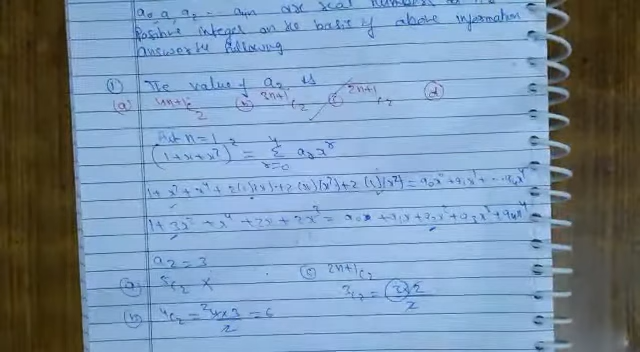 a₀, a₁ a₂ ... a₄n are real numbers
Positive integer on the basis of above information
answer the following
① The value of a₂ is
(a) ⁴ⁿ⁺¹C₂ (b) ³ⁿ⁺¹C₂ (c) ²ⁿ⁺¹C₂ (d)
Put n=1
(1+x+x²)² = Σ aᵣxʳ
r=0
1+x²+x⁴+2(1)(x)+2(x)(x²)+2(1)(x²) = a₀x⁰+a₁x¹+...a₄x⁴
1+3x²+x⁴+2x+2x³ = a₀+a₁x+a₂x²+a₃x³+a₄x⁴
a₂=3
(a) ⁵C₂ × (c) ²ⁿ⁺¹C₂
(b) ⁴C₂ = 4×3/2 = 6 ³C₂ = 3×2/2